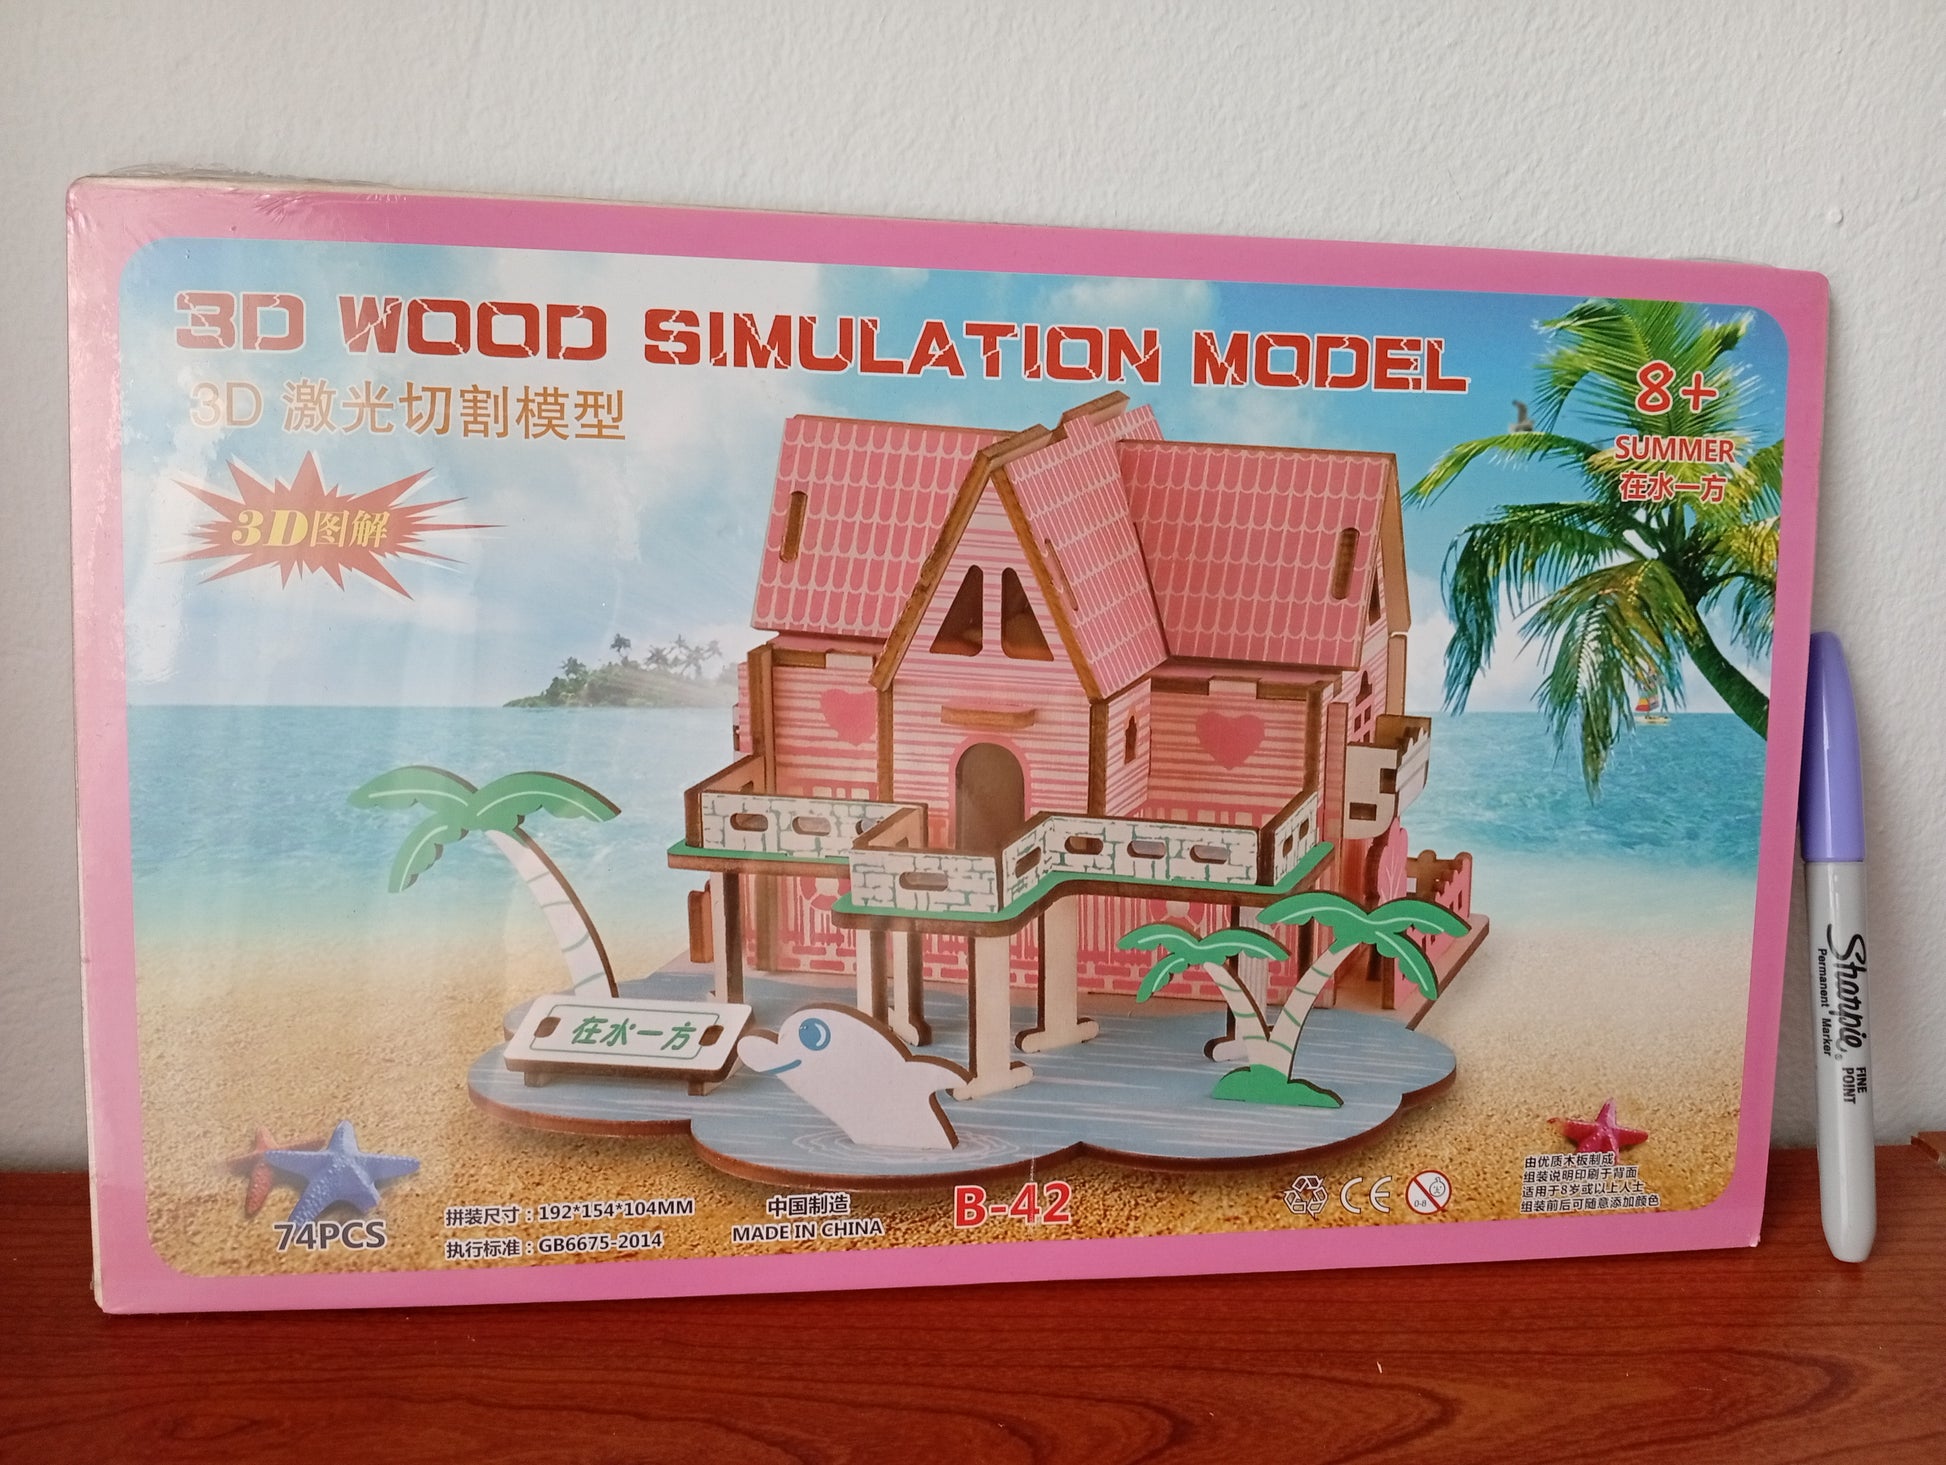 3D WOOD SIMULATION MODEL
3D 激光切割模型
3D图解
8+
SUMMER
在水一方
在水一方
74PCS
拼装尺寸：192*154*104MM
执行标准：GB6675-2014
中国制造
MADE IN CHINA
B-42
CE
0-8
由优质木板制成
组装说明印刷于背面
适用于8岁或以上人士
组装前后可随意添加颜色
Sharpie
Permanent Marker
FINE
POINT